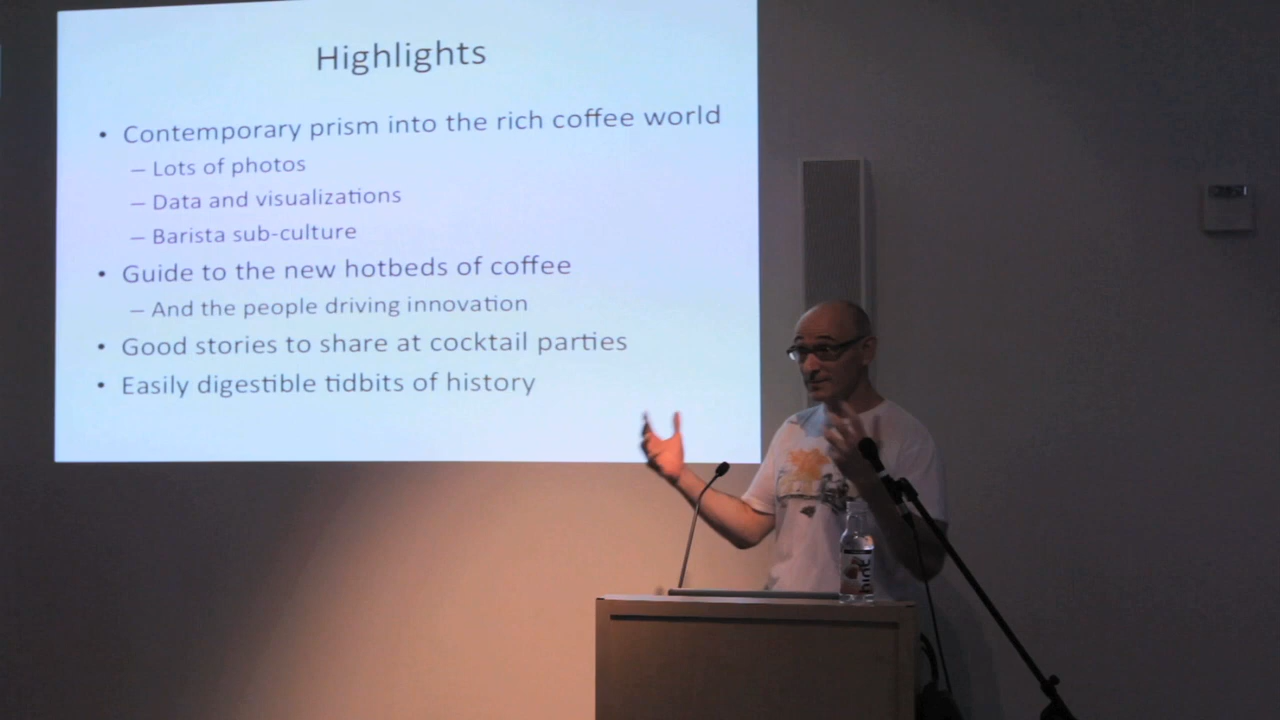 Highlights
• Contemporary prism into the rich coffee world
– Lots of photos
– Data and visualizations
– Barista sub-culture
• Guide to the new hotbeds of coffee
– And the people driving innovation
• Good stories to share at cocktail parties
• Easily digestible tidbits of history
hint